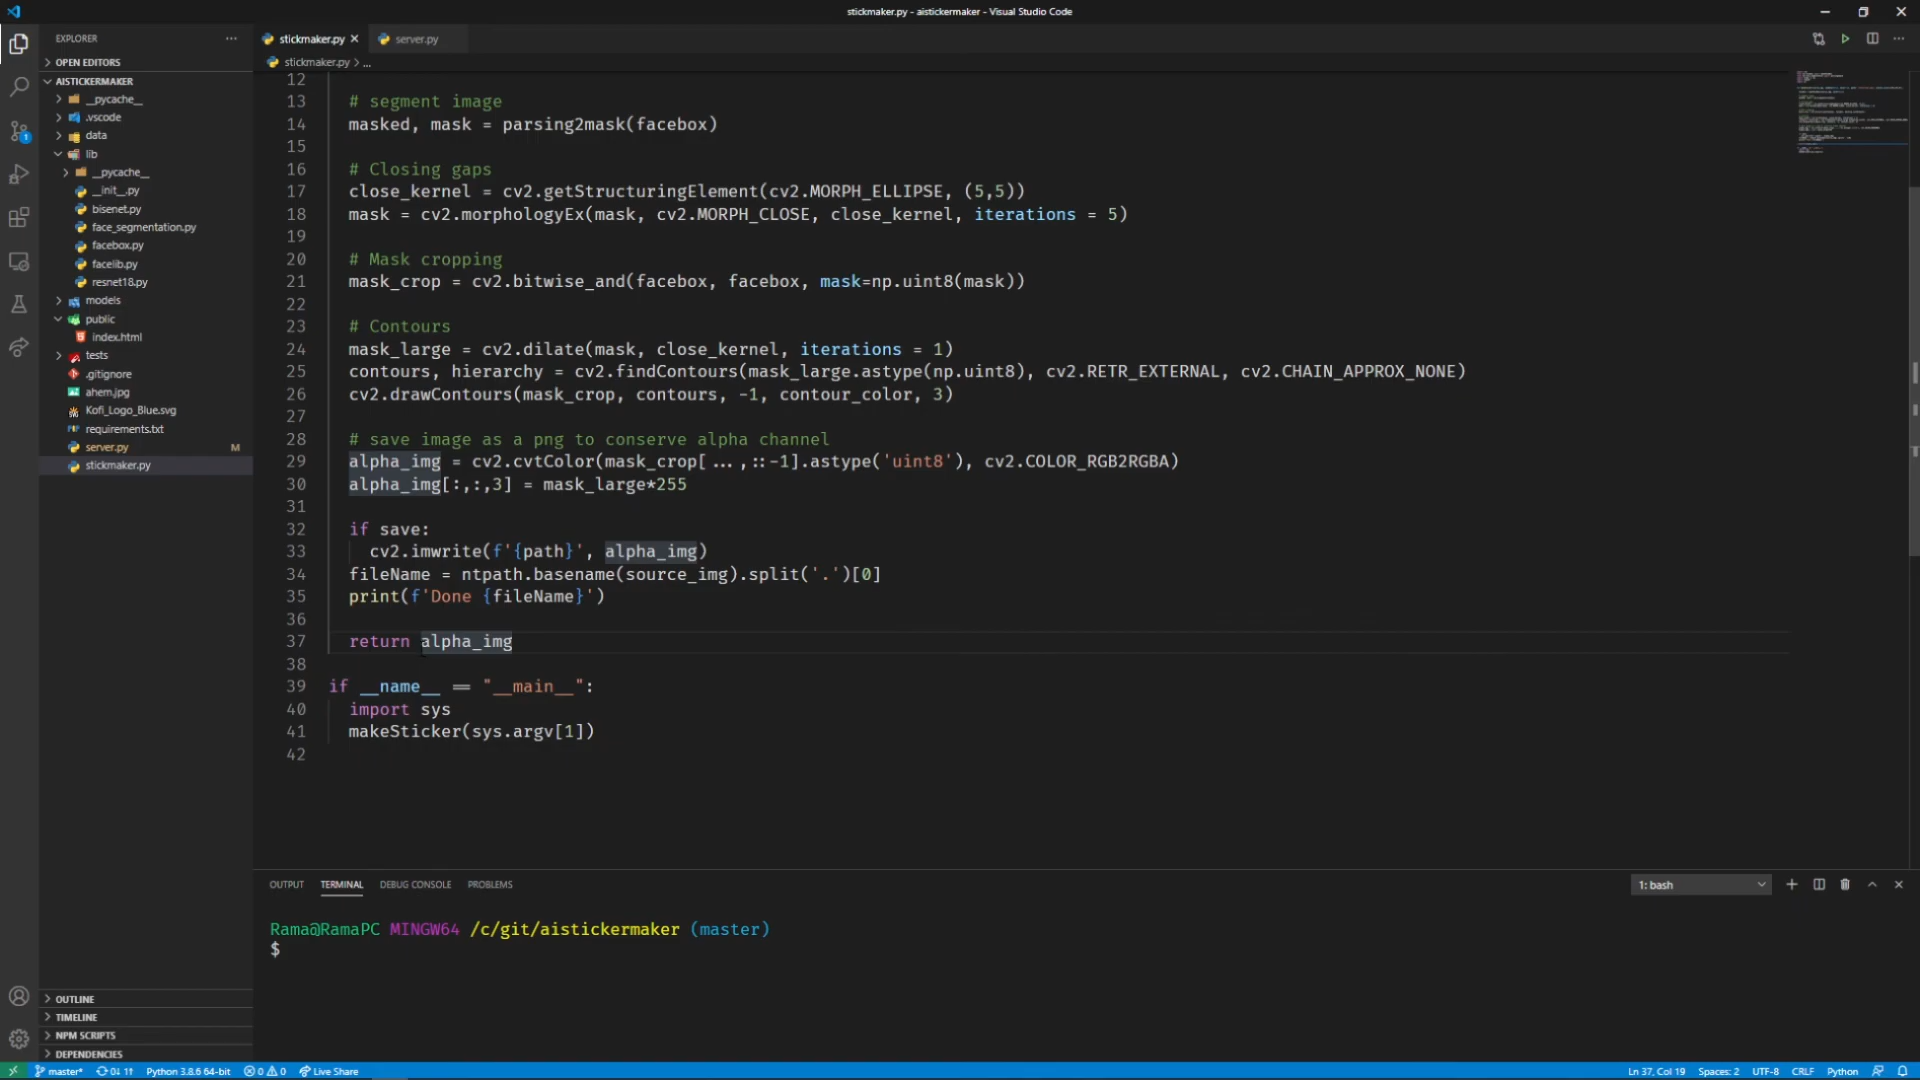 stickmaker.py - aistickermaker - Visual Studio Code
EXPLORER
OPEN EDITORS
AISTICKERMAKER
__pycache__
.vscode
data
lib
__pycache__
__init__.py
bisenet.py
face_segmentation.py
facebox.py
facelib.py
resnet18.py
models
public
index.html
tests
.gitignore
ahem.jpg
Kofi_Logo_Blue.svg
requirements.txt
server.py M
stickmaker.py
OUTLINE
TIMELINE
NPM SCRIPTS
DEPENDENCIES
stickmaker.py server.py
stickmaker.py > ...
12
13 # segment image
14 masked, mask = parsing2mask(facebox)
15
16 # Closing gaps
17 close_kernel = cv2.getStructuringElement(cv2.MORPH_ELLIPSE, (5,5))
18 mask = cv2.morphologyEx(mask, cv2.MORPH_CLOSE, close_kernel, iterations = 5)
19
20 # Mask cropping
21 mask_crop = cv2.bitwise_and(facebox, facebox, mask=np.uint8(mask))
22
23 # Contours
24 mask_large = cv2.dilate(mask, close_kernel, iterations = 1)
25 contours, hierarchy = cv2.findContours(mask_large.astype(np.uint8), cv2.RETR_EXTERNAL, cv2.CHAIN_APPROX_NONE)
26 cv2.drawContours(mask_crop, contours, -1, contour_color, 3)
27
28 # save image as a png to conserve alpha channel
29 alpha_img = cv2.cvtColor(mask_crop[...,::-1].astype('uint8'), cv2.COLOR_RGB2RGBA)
30 alpha_img[:,:,3] = mask_large*255
31
32 if save:
33 cv2.imwrite(f'{path}', alpha_img)
34 fileName = ntpath.basename(source_img).split('.')[0]
35 print(f'Done {fileName}')
36
37 return alpha_img
38
39 if __name__ == "__main__":
40 import sys
41 makeSticker(sys.argv[1])
42
OUTPUT TERMINAL DEBUG CONSOLE PROBLEMS
1: bash
Rama@RamaPC MINGW64 /c/git/aistickermaker (master)
$
master* 0↓ 1↑ Python 3.8.6 64-bit 0 0 Live Share
Ln 37, Col 19 Spaces: 2 UTF-8 CRLF Python